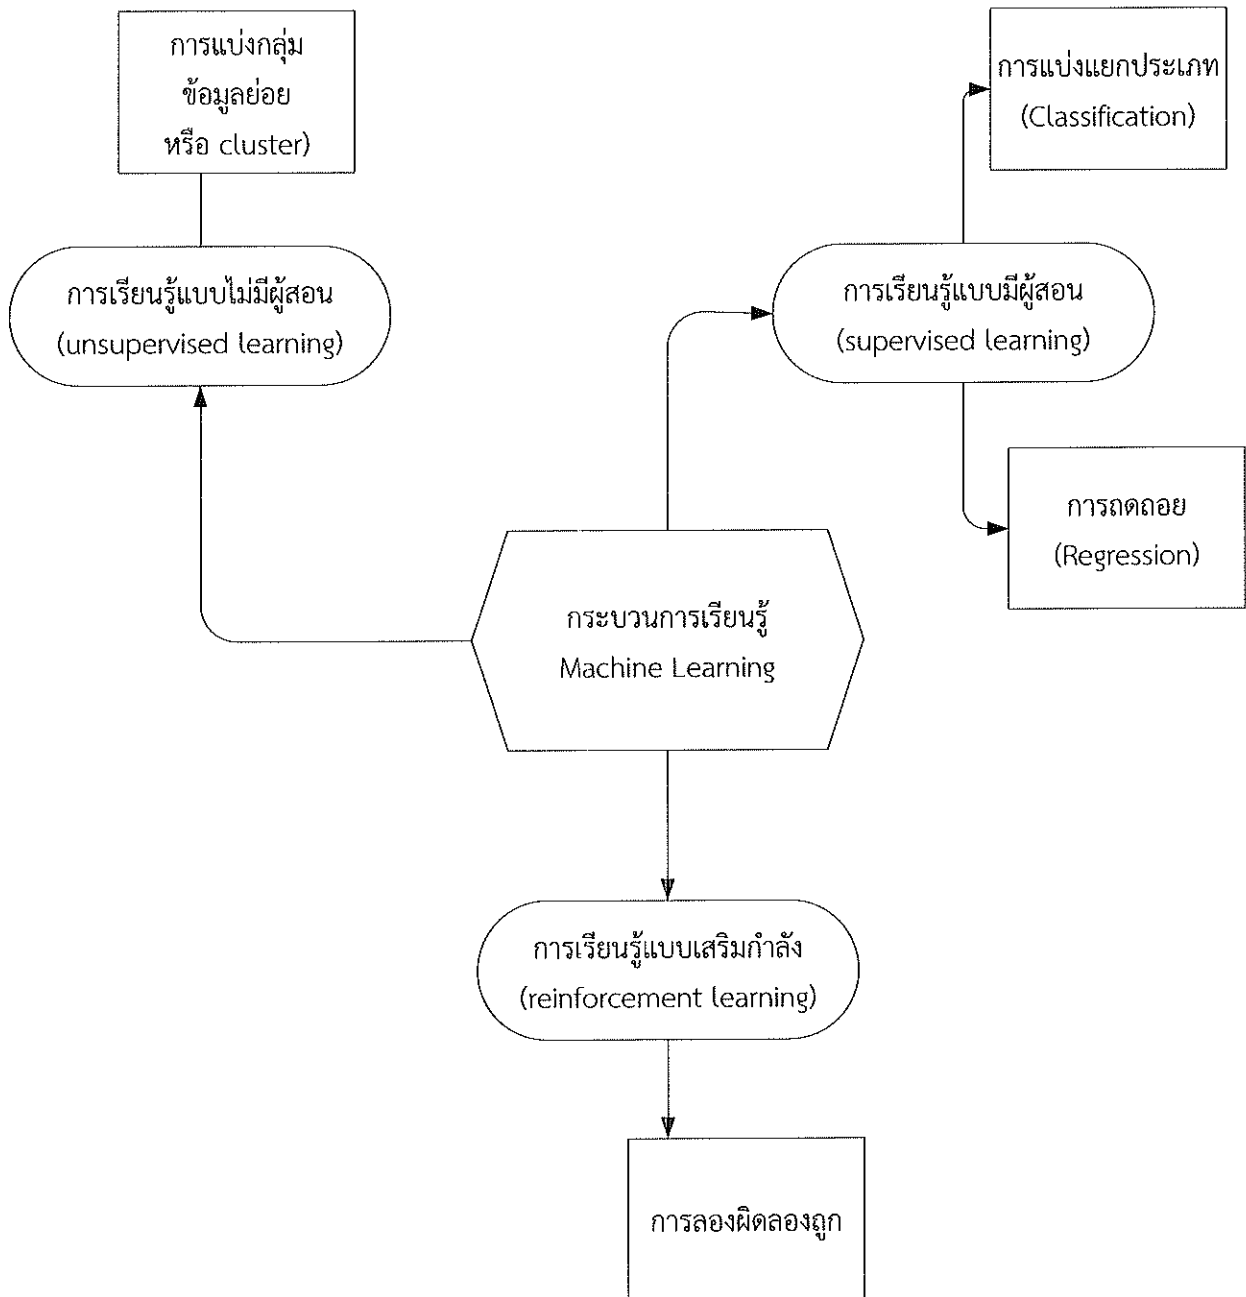 การแบ่งกลุ่ม
ข้อมูลย่อย
หรือ cluster)
การแบ่งแยกประเภท
(Classification)
การเรียนรู้แบบไม่มีผู้สอน
(unsupervised learning)
การเรียนรู้แบบมีผู้สอน
(supervised learning)
การถดถอย
(Regression)
กระบวนการเรียนรู้
Machine Learning
การเรียนรู้แบบเสริมกำลัง
(reinforcement learning)
การลองผิดลองถูก